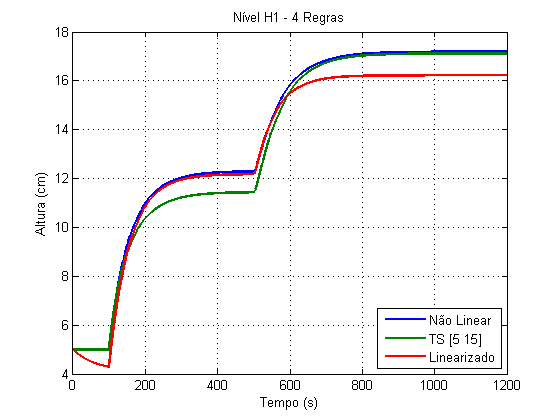 Nível H1 - 4 Regras
18
16
14
12
10
8
6
4
Altura (cm)
0
200
400
600
800
1000
1200
Tempo (s)
Não Linear
TS [5 15]
Linearizado